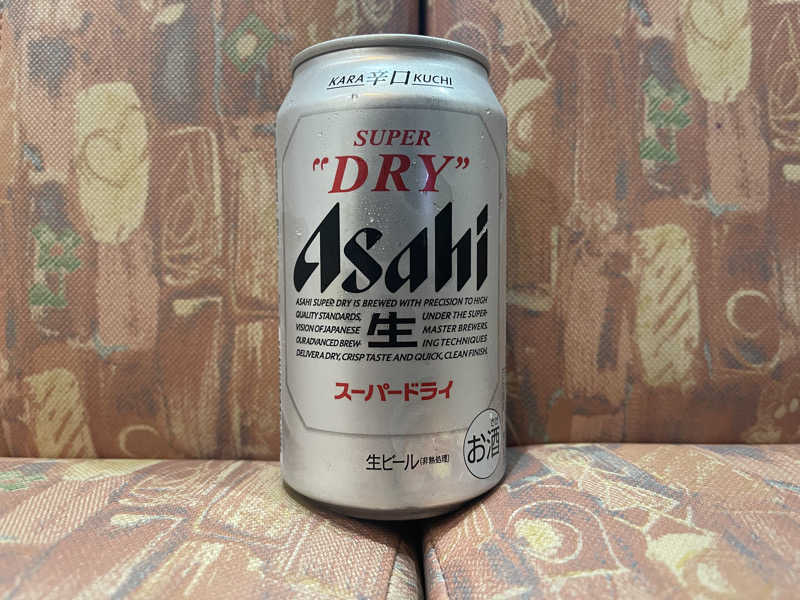 KARA辛口KUCHI
SUPER
“DRY”
Asahi
ASAHI SUPER DRY IS BREWED WITH PRECISION TO HIGH
QUALITY STANDARDS, UNDER THE SUPER-
VISION OF JAPANESE MASTER BREWERS.
OUR ADVANCED BREW- ING TECHNIQUES
DELIVER A DRY, CRISP TASTE AND QUICK, CLEAN FINISH.
生
スーパードライ
生ビール(非熱処理)
お酒